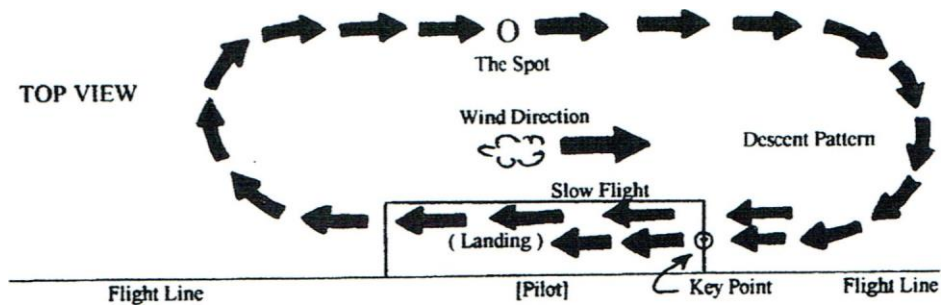 The Spot
TOP VIEW
Wind Direction
Descent Pattern
Slow Flight
( Landing )
Flight Line
[Pilot]
Key Point
Flight Line